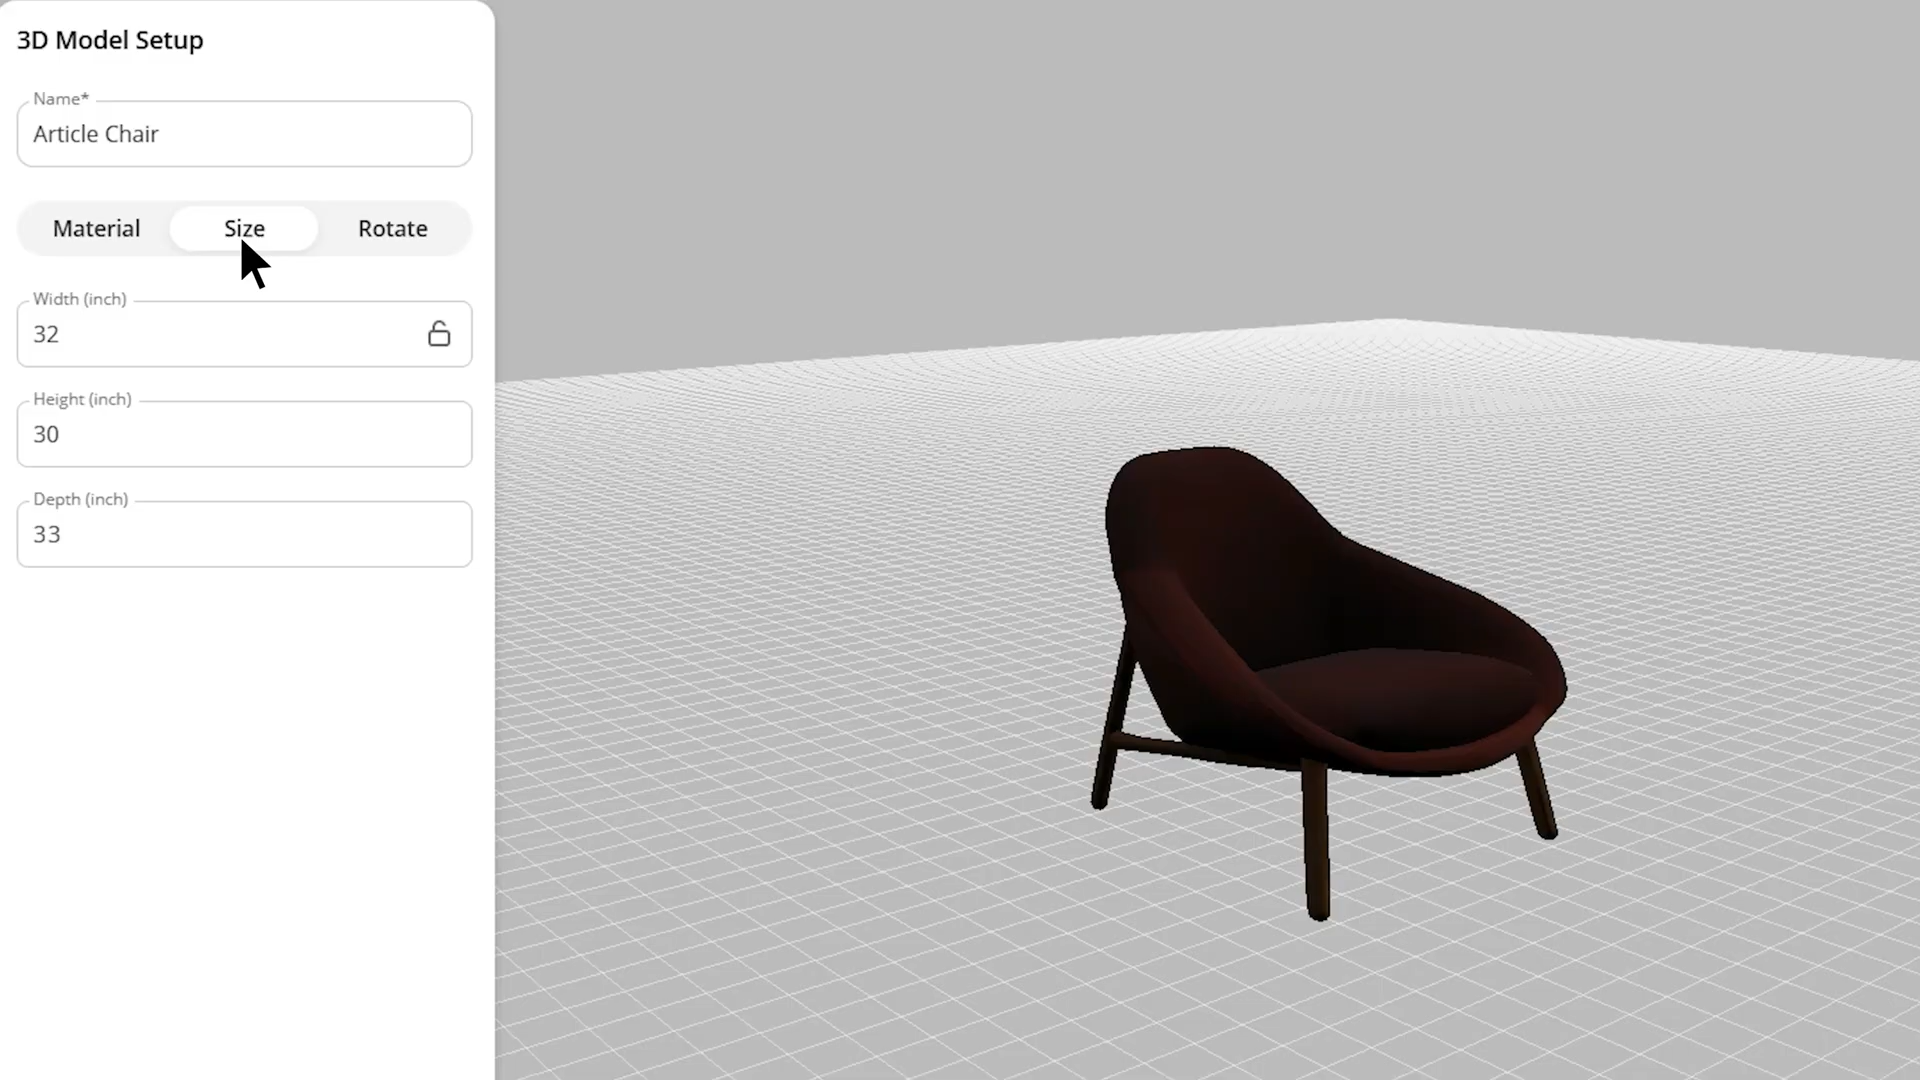 3D Model Setup
Name*
Article Chair
Material Size Rotate
Width (inch)
32
Height (inch)
30
Depth (inch)
33